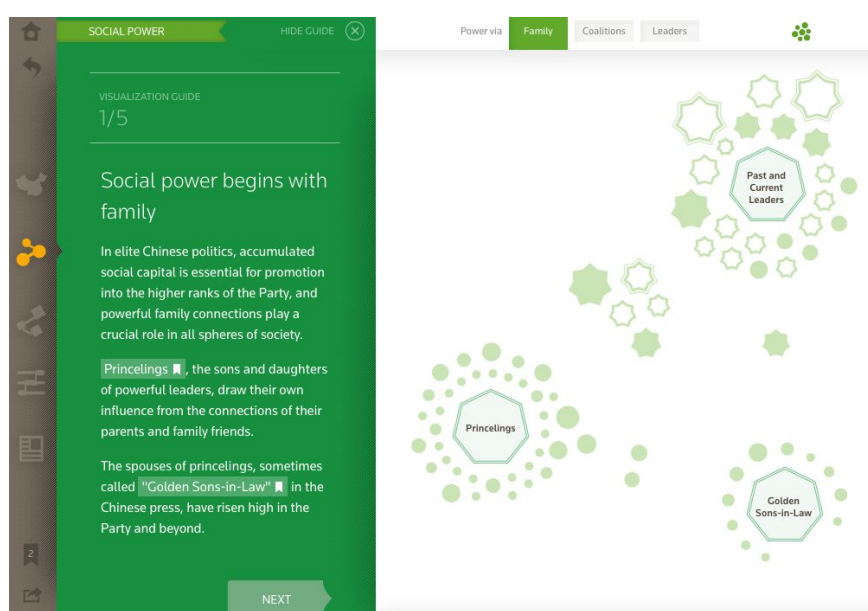 SOCIAL POWER
HIDE GUIDE
Power via
Family
Coalitions
Leaders
VISUALIZATION GUIDE
1/5
Social power begins with
family
In elite Chinese politics, accumulated
social capital is essential for promotion
into the higher ranks of the Party, and
powerful family connections play a
crucial role in all spheres of society.
Princelings , the sons and daughters
of powerful leaders, draw their own
influence from the connections of their
parents and family friends.
The spouses of princelings, sometimes
called "Golden Sons-in-Law" in the
Chinese press, have risen high in the
Party and beyond.
2
NEXT
Past and
Current
Leaders
Princelings
Golden
Sons-in-Law